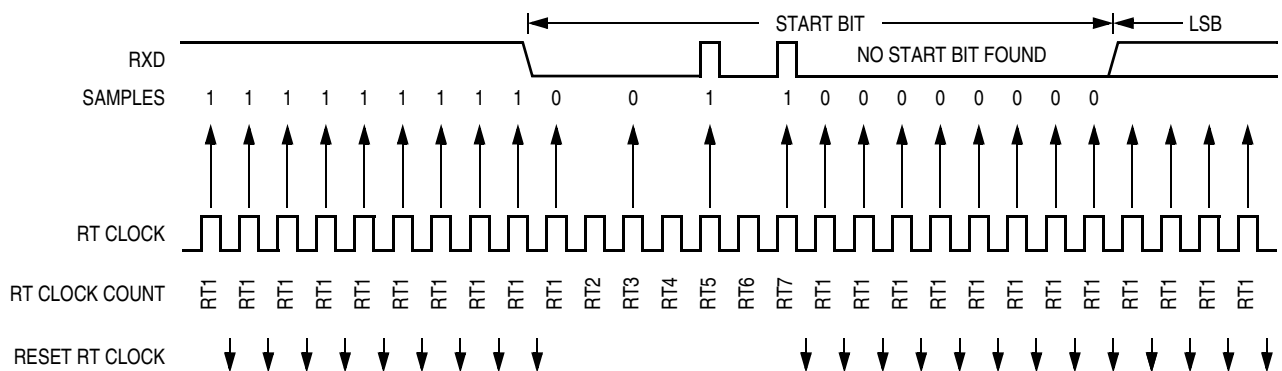 START BIT LSB
RXD NO START BIT FOUND
SAMPLES 1 1 1 1 1 1 1 1 1 0 0 1 1 0 0 0 0 0 0 0 0
RT CLOCK
RT CLOCK COUNT RT1 RT1 RT1 RT1 RT1 RT1 RT1 RT1 RT1 RT1 RT2 RT3 RT4 RT5 RT6 RT7 RT1 RT1 RT1 RT1 RT1 RT1 RT1 RT1 RT1 RT1 RT1 RT1
RESET RT CLOCK